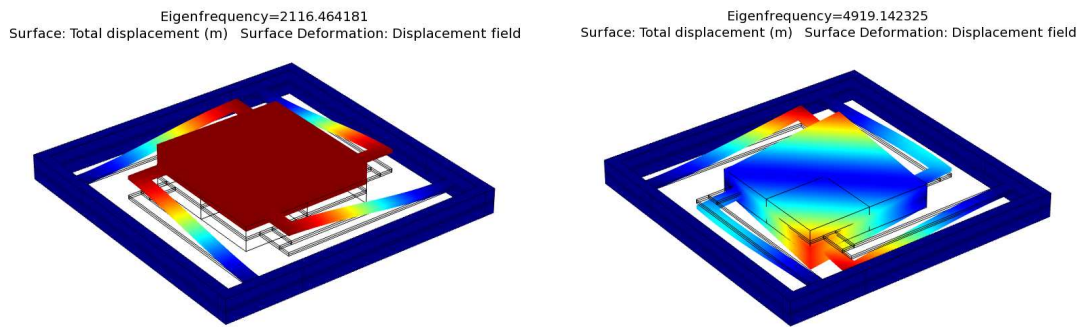 Eigenfrequency=2116.464181
Surface: Total displacement (m)   Surface Deformation: Displacement field
Eigenfrequency=4919.142325
Surface: Total displacement (m)   Surface Deformation: Displacement field